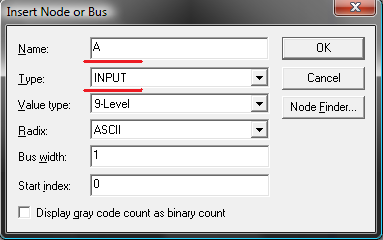 Insert Node or Bus
Name: A OK
Type: INPUT Cancel
Value type: 9-Level Node Finder...
Radix: ASCII
Bus width: 1
Start index: 0
Display gray code count as binary count